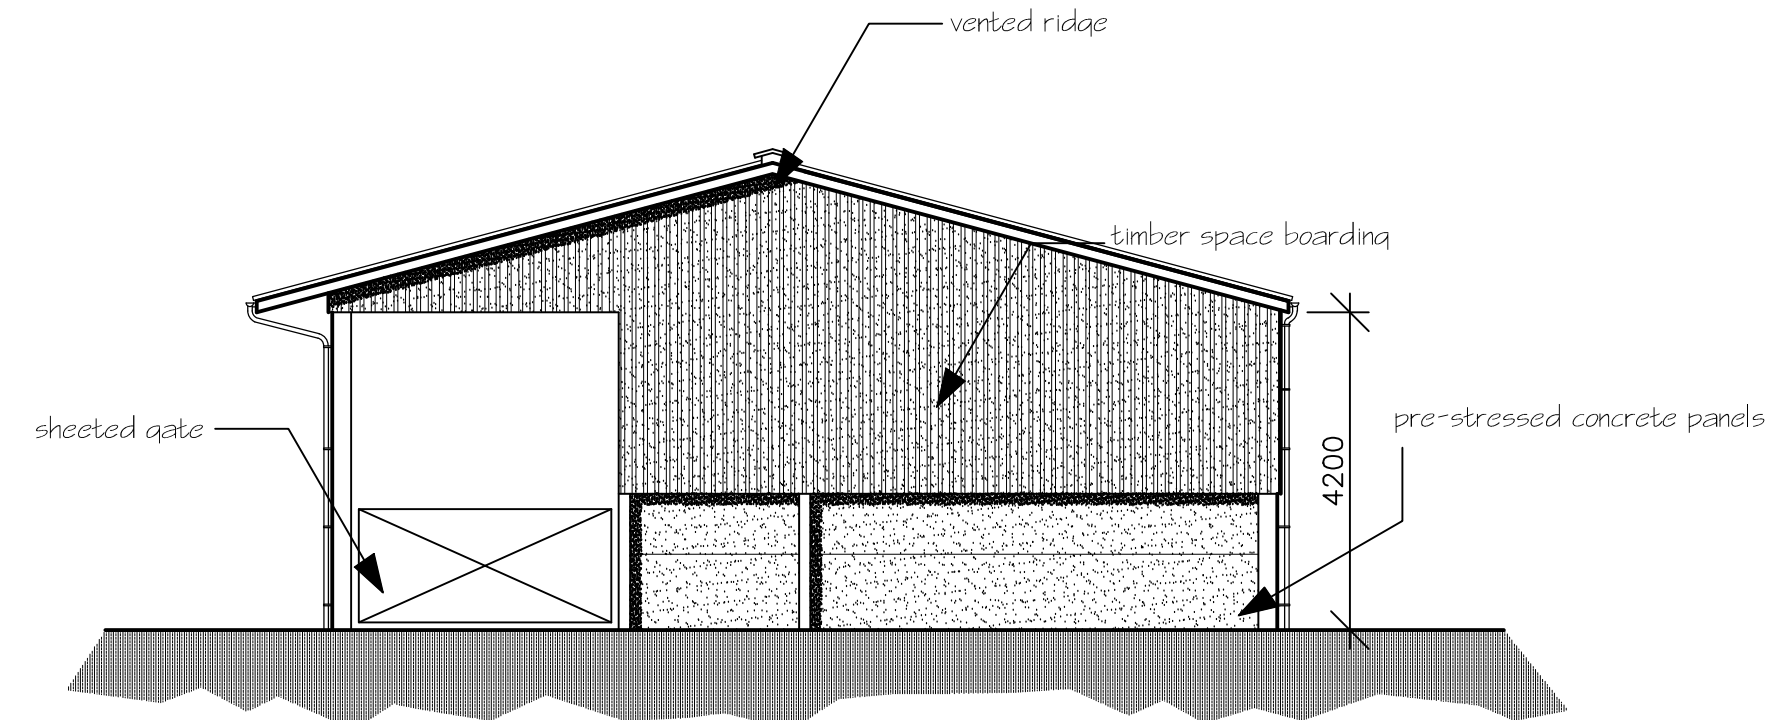 vented ridge
timber space boarding
pre-stressed concrete panels
sheeted gate
4200